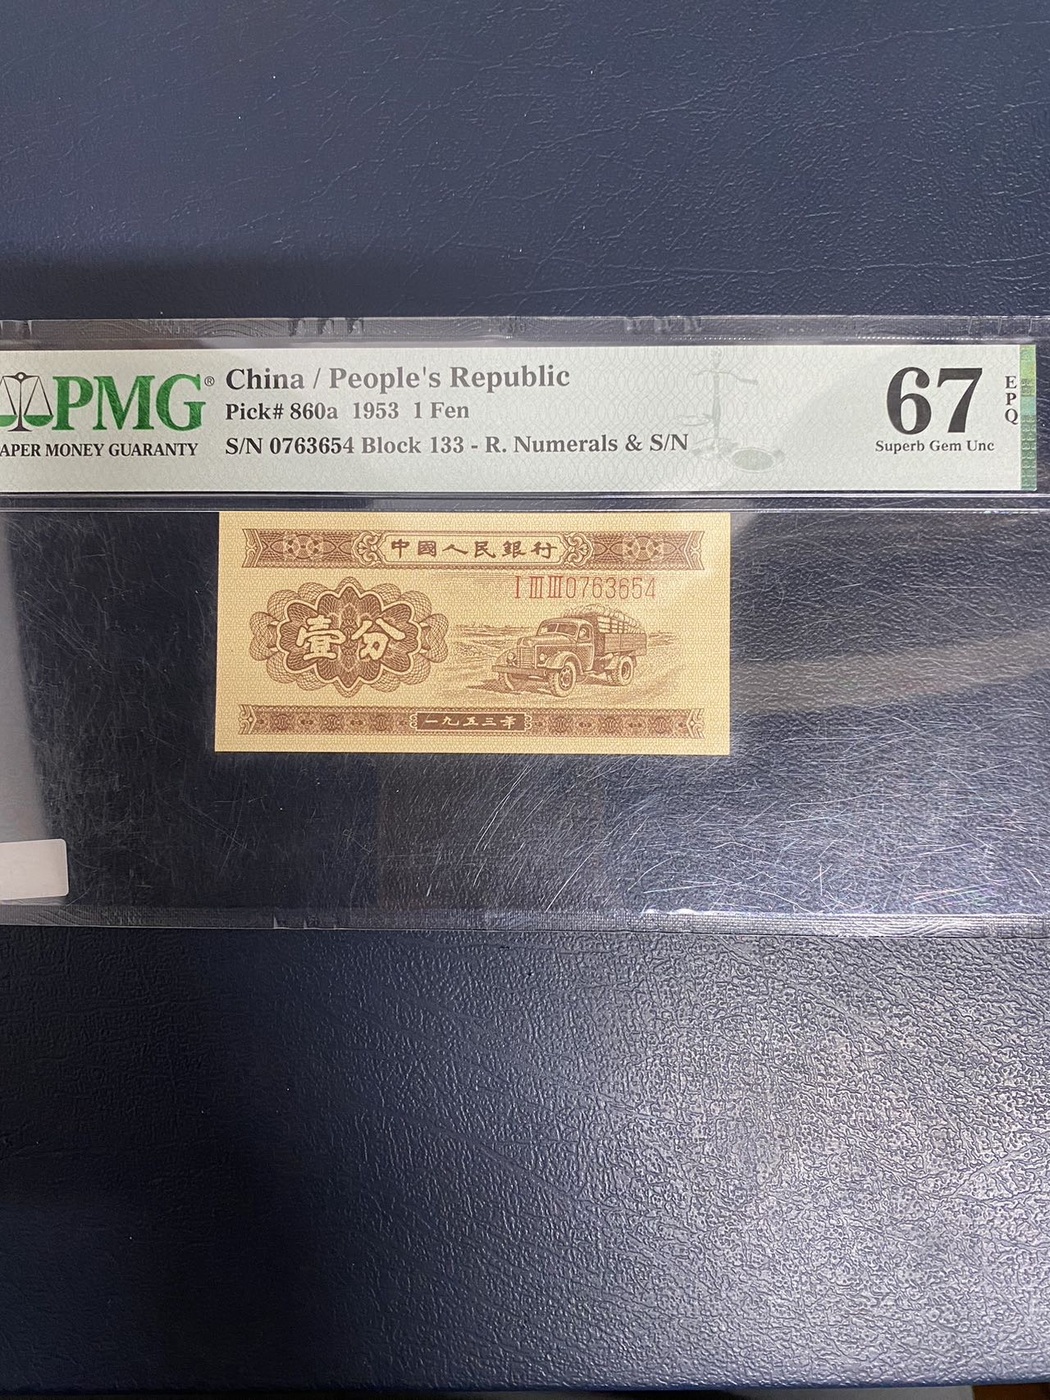 PMG®
APER MONEY GUARANTY
China / People's Republic
Pick# 860a 1953 1 Fen
S/N 0763654 Block 133 - R. Numerals & S/N
67
EPQ
Superb Gem Unc
中國人民銀行
I III III 0763654
壹分
一九五三年